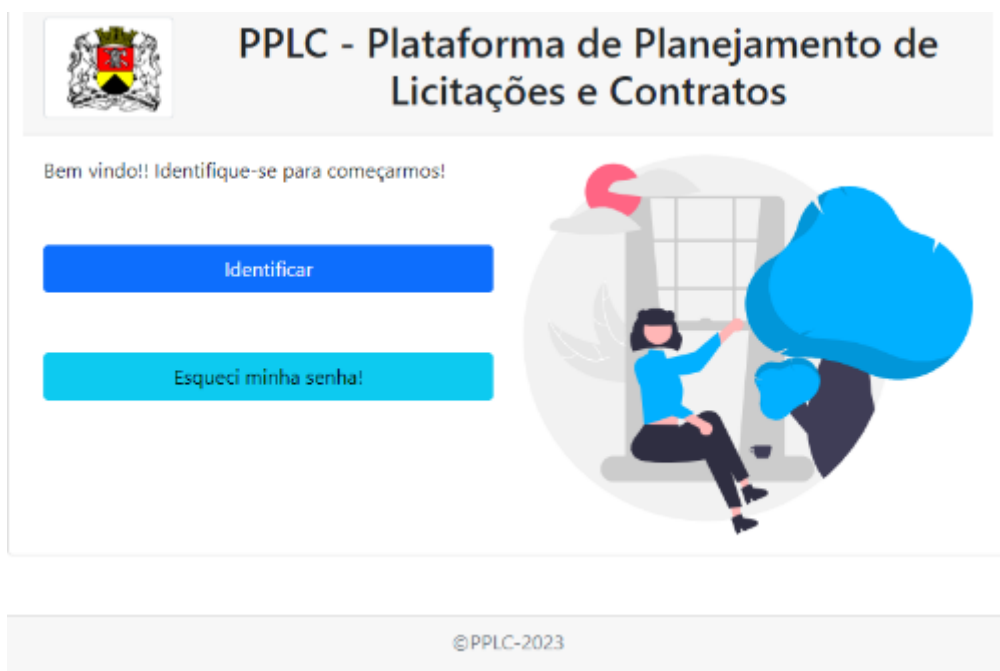 PPLC - Plataforma de Planejamento de
Licitações e Contratos
Bem vindo!! Identifique-se para começarmos!
Identificar
Esqueci minha senha!
©PPLC-2023